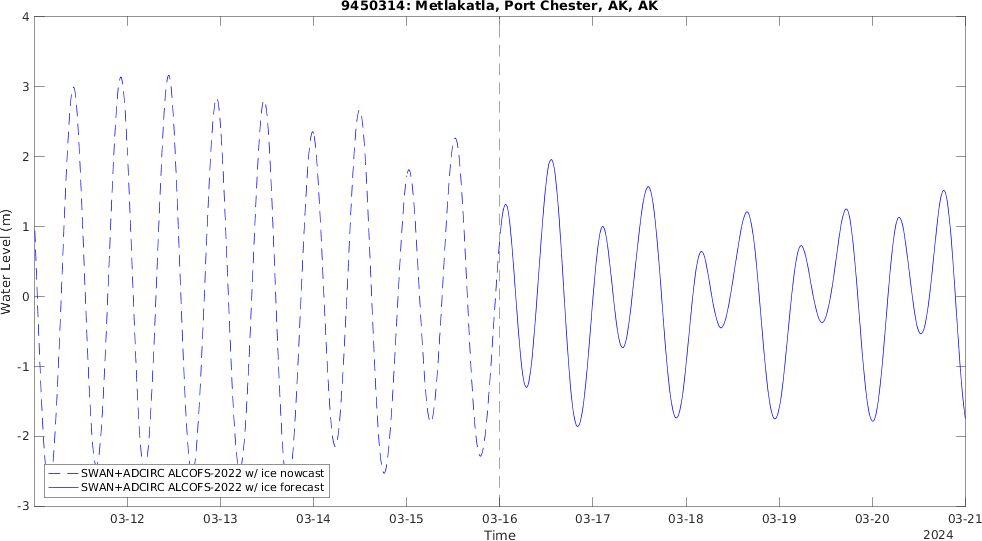 9450314: Metlakatla, Port Chester, AK, AK
Water Level (m)
4
3
2
1
0
-1
-2
-3
SWAN+ADCIRC ALCOFS-2022 w/ ice nowcast
SWAN+ADCIRC ALCOFS-2022 w/ ice forecast
03-12 03-13 03-14 03-15 03-16 03-17 03-18 03-19 03-20 03-21
Time
2024